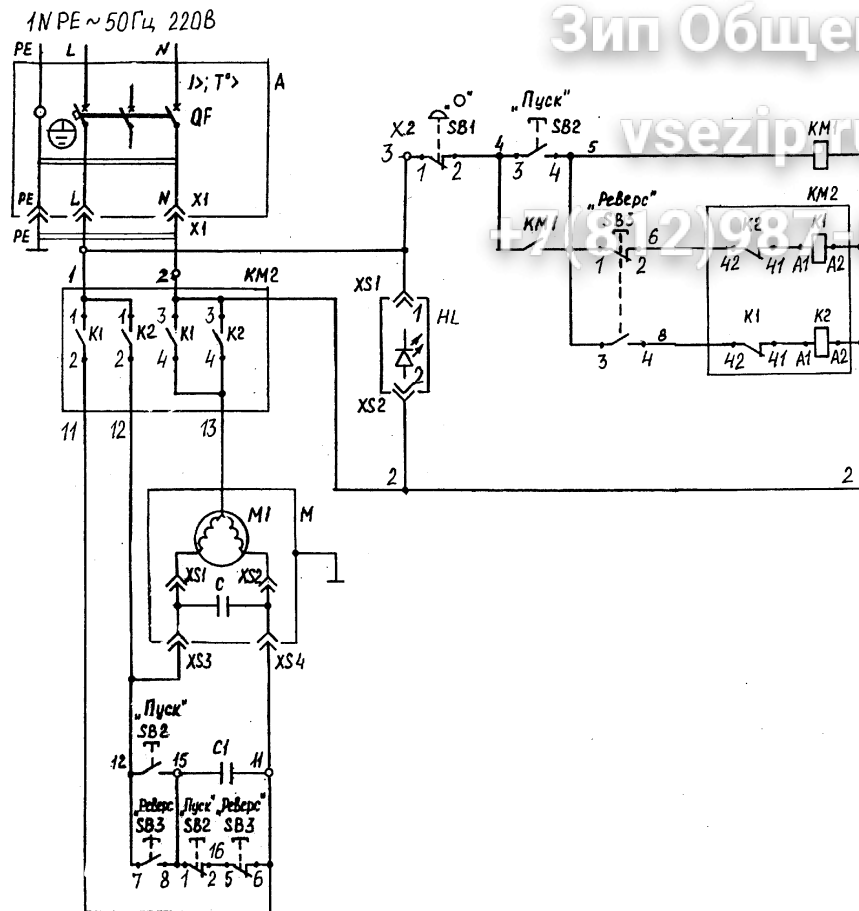 1N PE ~ 50Гц 220В
Зип Обще
PE L N
I>; T°> A
QF
PE L N X1
PE X1
"О"
SB1
"Пуск"
SB2
vsezip.ru
KM1
X2
3 1 2 4 3 4 5
+7(812)987-
KM1
"Реверс"
SB3
1 2 6
KM2
K2 K1
42 41 A1 A2
3 4 8
K1 K2
42 41 A1 A2
1 2 KM2
1 K1 1 K2 3 K1 3 K2
2 2 4 4
11 12 13
XS1
1 HL
2
XS2
2 2
M1 M
XS1 XS2
C
XS3 XS4
"Пуск"
SB2
12 15 C1 11
"Реверс "Пуск" "Реверс"
SB3 SB2 SB3
16
7 8 1 2 5 6